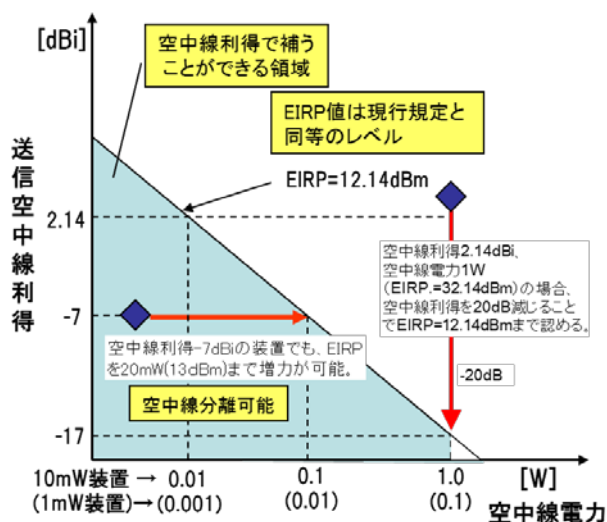 [dBi]
空中線利得で補う
ことができる領域
EIRP値は現行規定と
同等のレベル
送信空中線利得
EIRP=12.14dBm
2.14
空中線利得2.14dBi、
空中線電力1W
(EIRP.=32.14dBm)の場合、
空中線利得を20dB減じること
でEIRP=12.14dBmまで認める。
-7
空中線利得-7dBiの装置でも、EIRP
を20mW(13dBm)まで増力が可能。
-20dB
空中線分離可能
-17
10mW装置 → 0.01 0.1 1.0 [W]
(1mW装置)→(0.001) (0.01) (0.1) 空中線電力